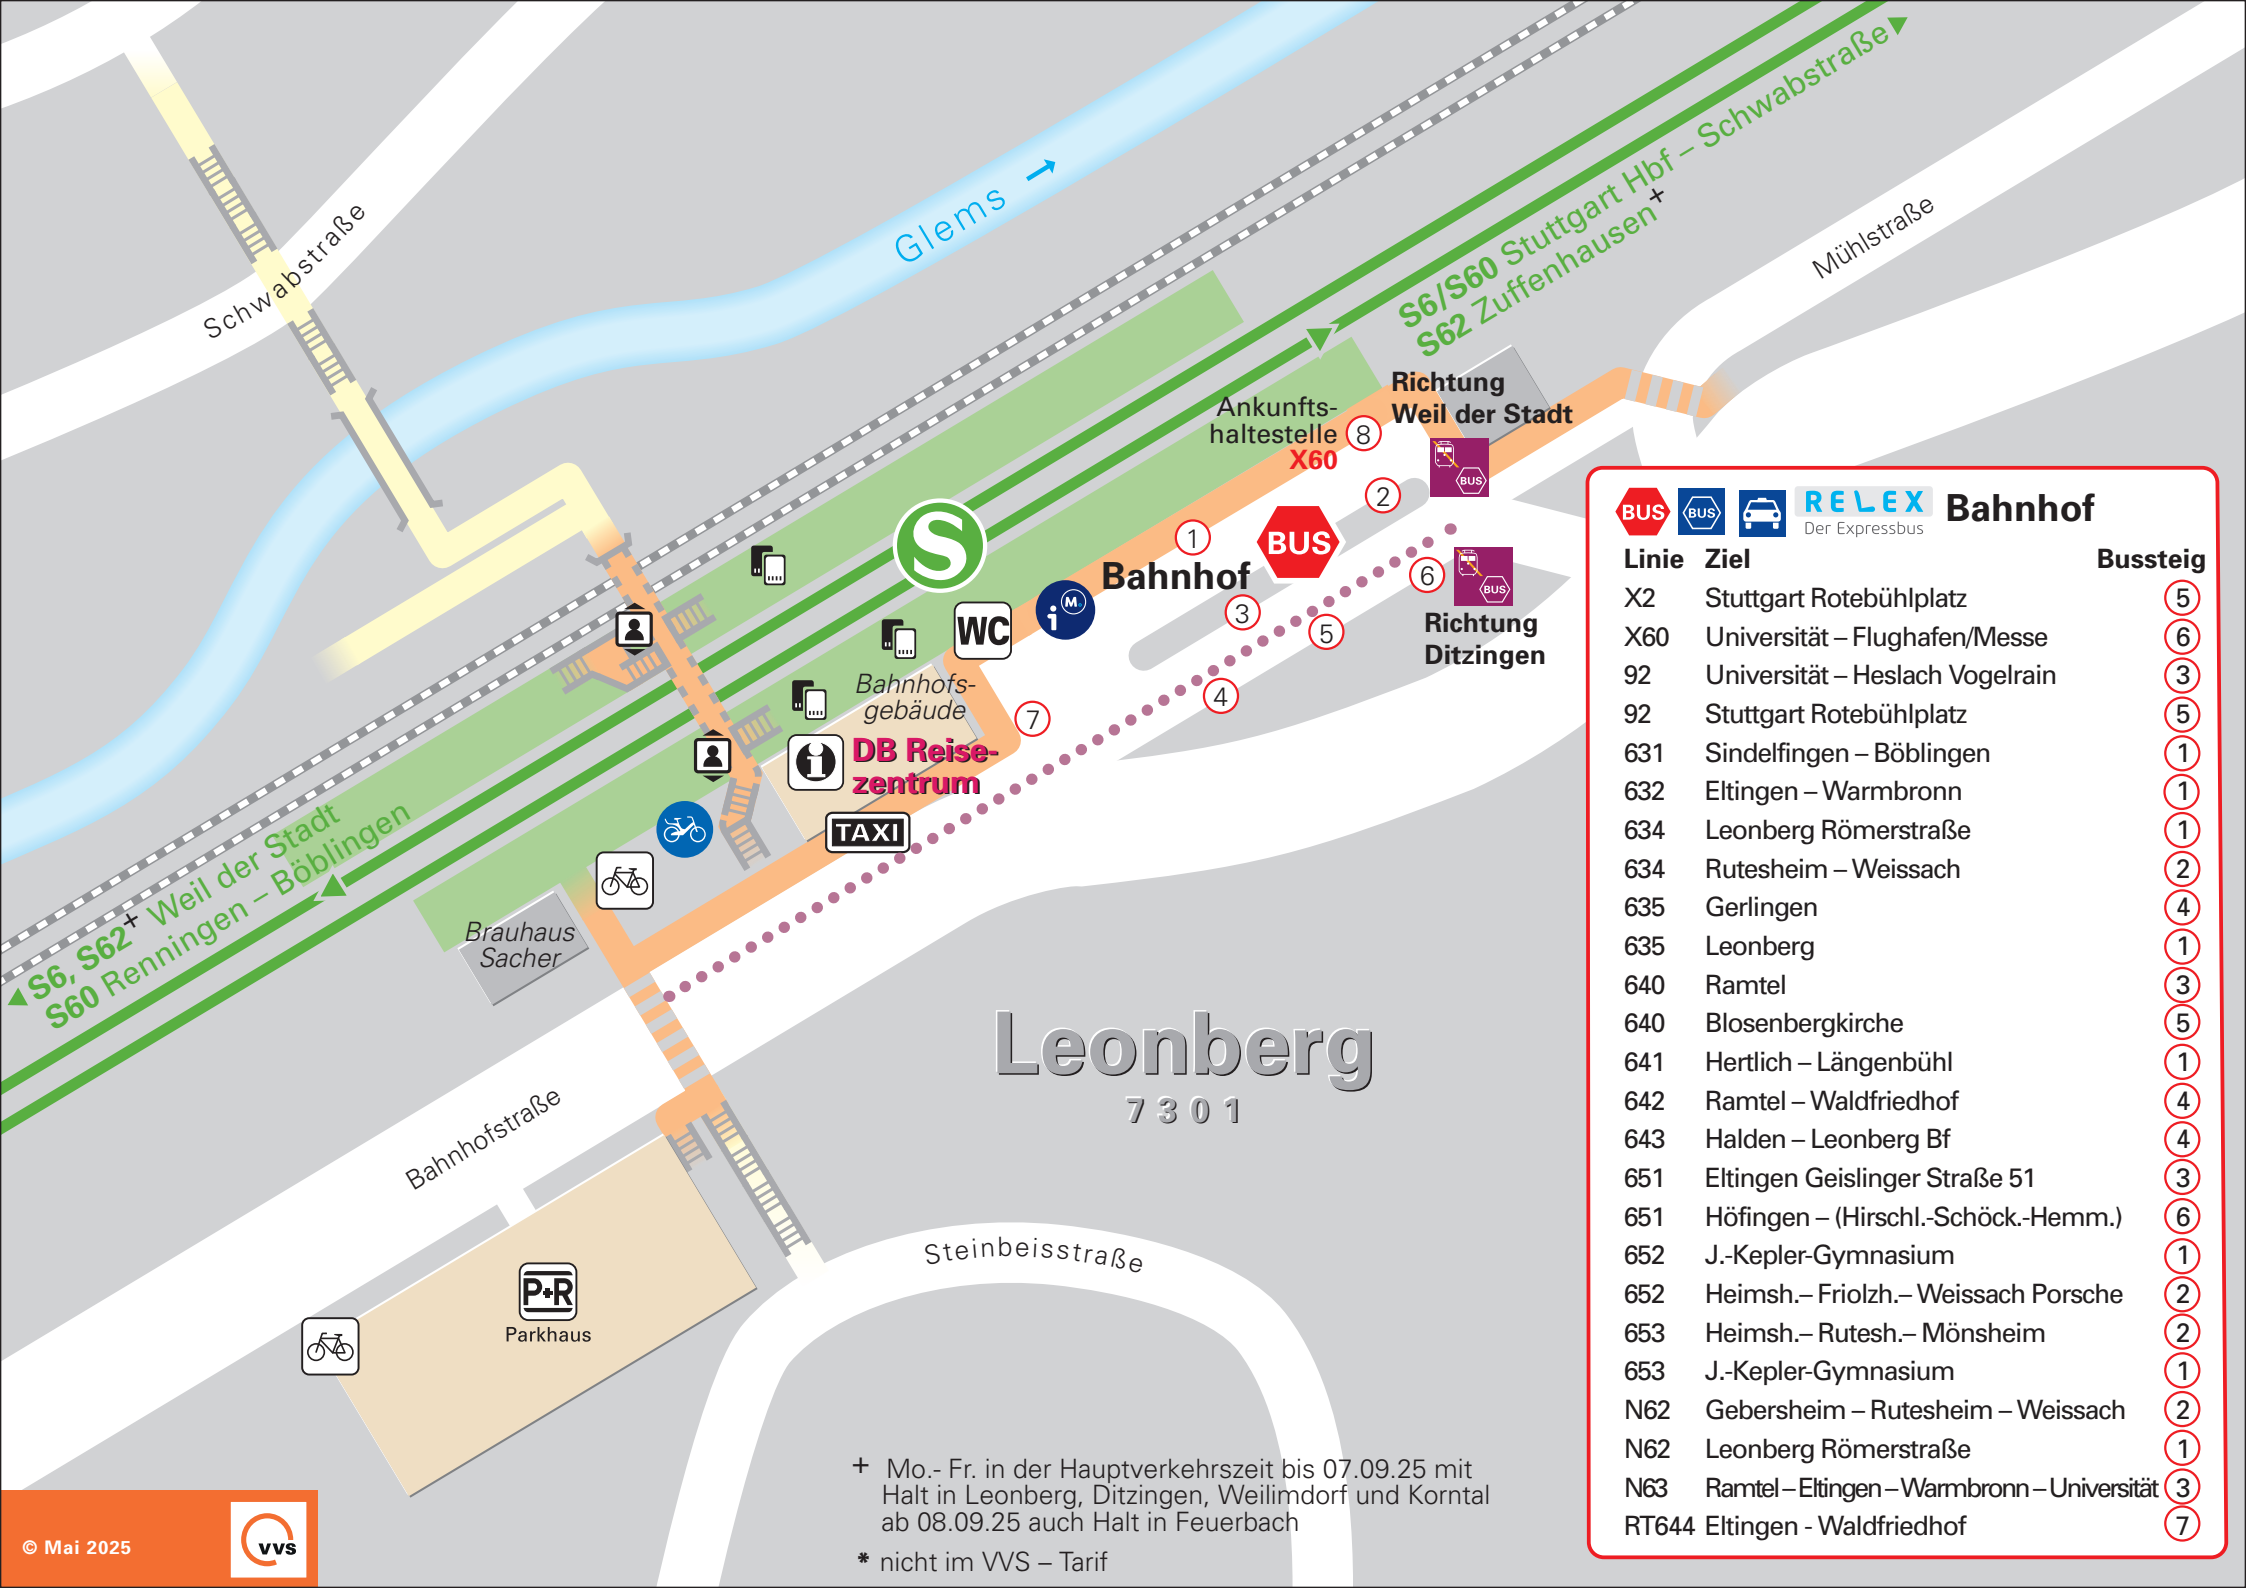 Schwabstraße
Glems
S6/S60 Stuttgart Hbf – Schwabstraße
S62 Zuffenhausen+
Mühlstraße
Richtung
Weil der Stadt
Ankunfts-
haltestelle 8
X60
BUS
2
1
BUS
Bahnhof
3
6
BUS
5
Richtung
Ditzingen
4
i M.
WC
S
7
Bahnhofs-
gebäude
i
DB Reise-
zentrum
TAXI
S6, S62+ Weil der Stadt
S60 Renningen – Böblingen
Brauhaus
Sacher
Leonberg
7301
Bahnhofstraße
Steinbeisstraße
P+R
Parkhaus
+ Mo.- Fr. in der Hauptverkehrszeit bis 07.09.25 mit
Halt in Leonberg, Ditzingen, Weilimdorf und Korntal
ab 08.09.25 auch Halt in Feuerbach
* nicht im VVS – Tarif
© Mai 2025
VVS
BUS BUS RELEX Bahnhof
Der Expressbus
Linie Ziel Bussteig
X2 Stuttgart Rotebühlplatz 5
X60 Universität – Flughafen/Messe 6
92 Universität – Heslach Vogelrain 3
92 Stuttgart Rotebühlplatz 5
631 Sindelfingen – Böblingen 1
632 Eltingen – Warmbronn 1
634 Leonberg Römerstraße 1
634 Rutesheim – Weissach 2
635 Gerlingen 4
635 Leonberg 1
640 Ramtel 3
640 Blosenbergkirche 5
641 Hertlich – Längenbühl 1
642 Ramtel – Waldfriedhof 4
643 Halden – Leonberg Bf 4
651 Eltingen Geislinger Straße 51 3
651 Höfingen – (Hirschl.-Schöck.-Hemm.) 6
652 J.-Kepler-Gymnasium 1
652 Heimsh.– Friolzh.– Weissach Porsche 2
653 Heimsh.– Rutesh.– Mönsheim 2
653 J.-Kepler-Gymnasium 1
N62 Gebersheim – Rutesheim – Weissach 2
N62 Leonberg Römerstraße 1
N63 Ramtel – Eltingen – Warmbronn – Universität 3
RT644 Eltingen - Waldfriedhof 7